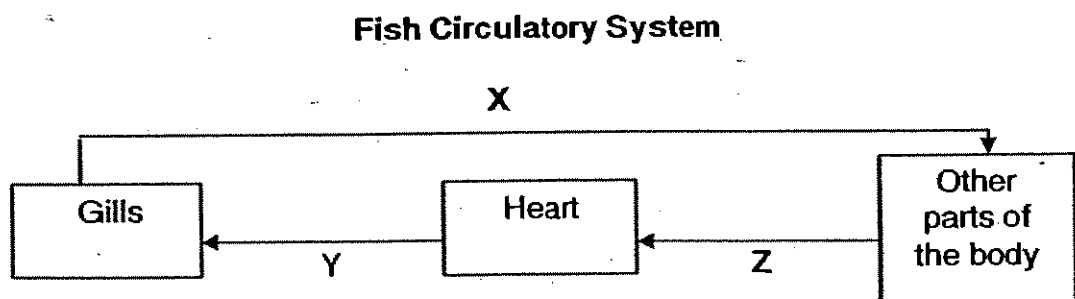 Fish Circulatory System
X
Gills
Heart
Other
parts of
the body
Y
Z